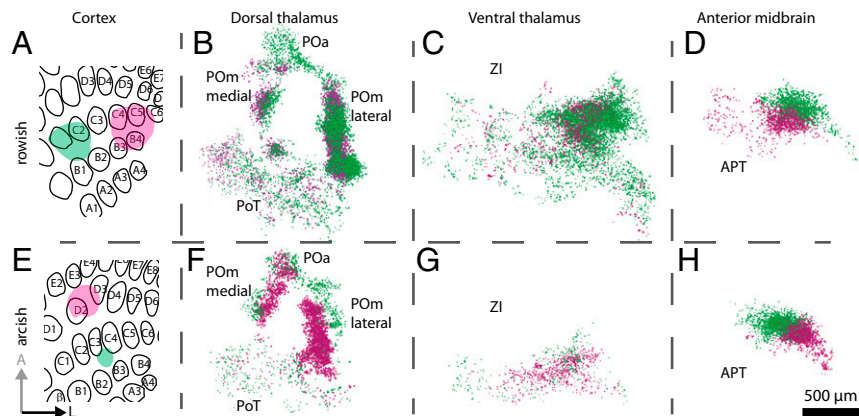 Cortex
Dorsal thalamus
Ventral thalamus
Anterior midbrain
A
B
C
D
rowish
D3 D4 D5 E6 E7
D6
C2 C3 C4 C5 C6
B1 B2 B3 B4
A1 A2 A3 A4
POa
POm
medial
POm
lateral
PoT
ZI
APT
E
F
G
H
arcish
E2 E3 E4 E7 E8
D1 D2 D3 D4 D5 D6
C1 C2 C3 C4 C5 C6
B1 B2 B3 B4
A3 A4
A
L
POa
POm
medial
POm
lateral
PoT
ZI
APT
500 µm